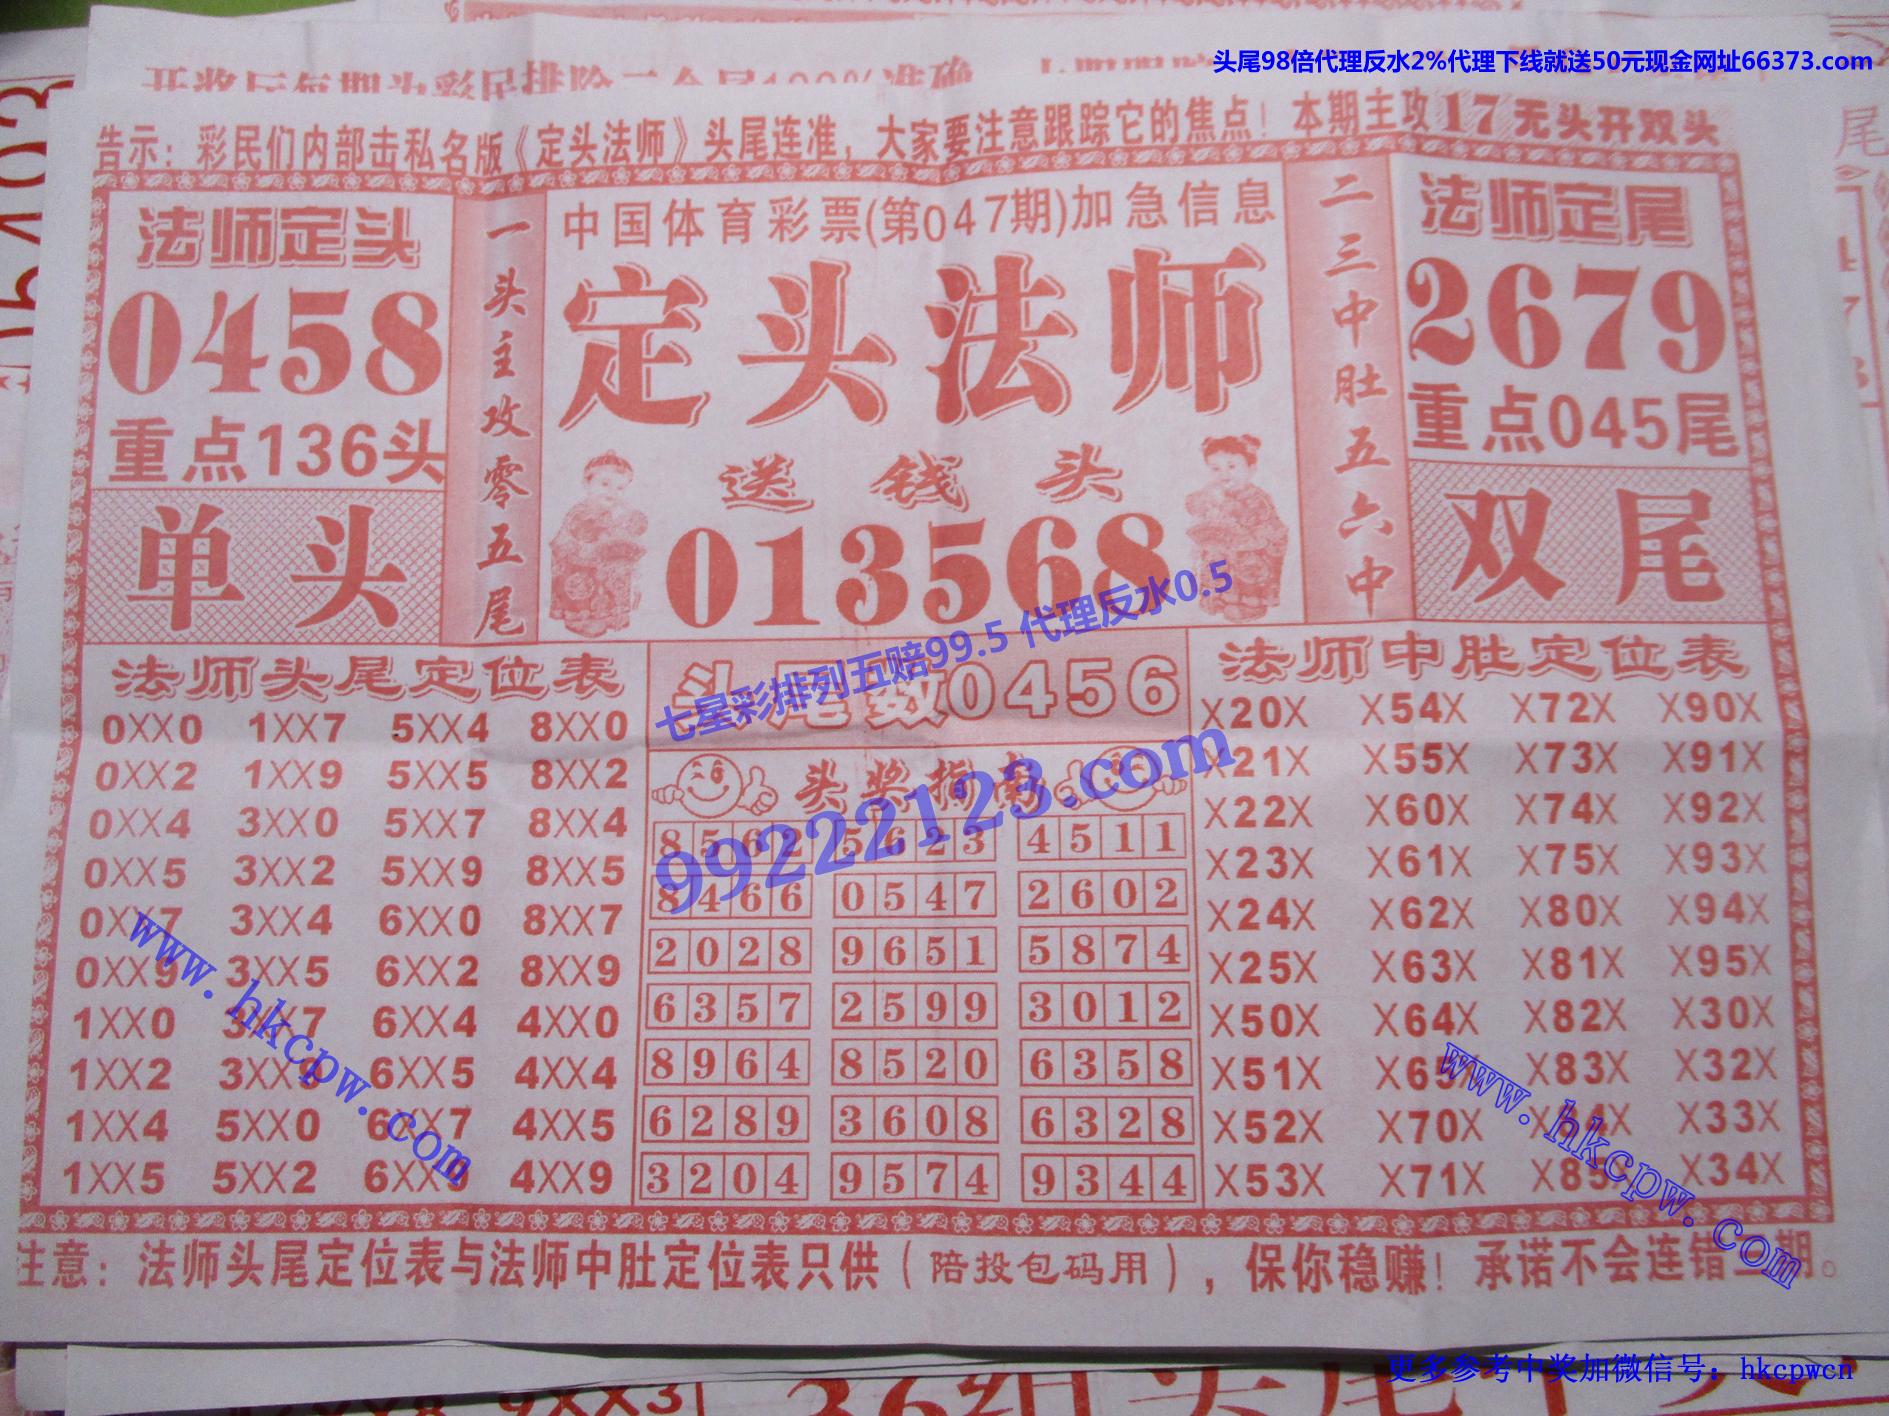 头尾98倍代理反水2%代理下线就送50元现金网址66373.com
告示：彩民们内部击私名版《定头法师》头尾连准，大家要注意跟踪它的焦点！本期主攻17无头开双头
法师定头
0458
重点136头
单头
一头主攻零五尾
中国体育彩票(第047期)加急信息
定头法师
送钱头
013568
二三中肚五六中
法师定尾
2679
重点045尾
双尾
法师头尾定位表
0XX0 1XX7 5XX4 8XX0
0XX2 1XX9 5XX5 8XX2
0XX4 3XX0 5XX7 8XX4
0XX5 3XX2 5XX9 8XX5
0XX7 3XX4 6XX0 8XX7
0XX9 3XX5 6XX2 8XX9
1XX0 3XX7 6XX4 4XX0
1XX2 3XX9 6XX5 4XX4
1XX4 5XX0 6XX7 4XX5
1XX5 5XX2 6XX9 4XX9
头尾数0456
七星彩排列五赔99.5 代理反水0.5
头奖指南
99222123.com
8562 5623 4511
8466 0547 2602
2028 9651 5874
6357 2599 3012
8964 8520 6358
6289 3608 6328
3204 9574 9344
法师中肚定位表
X20X X54X X72X X90X
X21X X55X X73X X91X
X22X X60X X74X X92X
X23X X61X X75X X93X
X24X X62X X80X X94X
X25X X63X X81X X95X
X50X X64X X82X X30X
X51X X65X X83X X32X
X52X X70X X84X X33X
X53X X71X X85X X34X
www.hkcpw.com
www.hkcpw.com
注意：法师头尾定位表与法师中肚定位表只供（陪投包码用），保你稳赚！承诺不会连错二期。
更多参考中奖加微信号：hkcpwcn